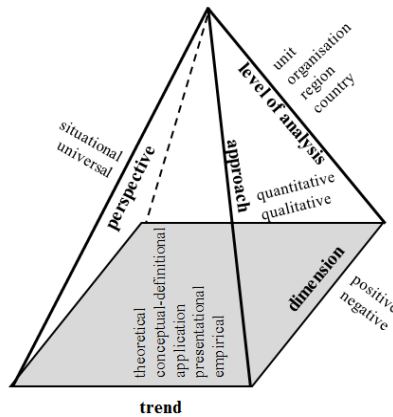 unit
organisation
region
country
level of analysis
situational
universal
perspective
approach
quantitative
qualitative
dimension
positive
negative
theoretical
conceptual-definitional
application
presentational
empirical
trend